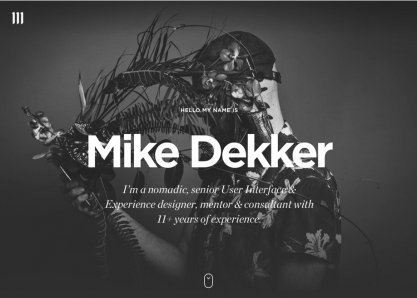 HELLO, MY NAME IS
Mike Dekker
I'm a nomadic, senior User Interface &
Experience designer, mentor & consultant with
11+ years of experience.